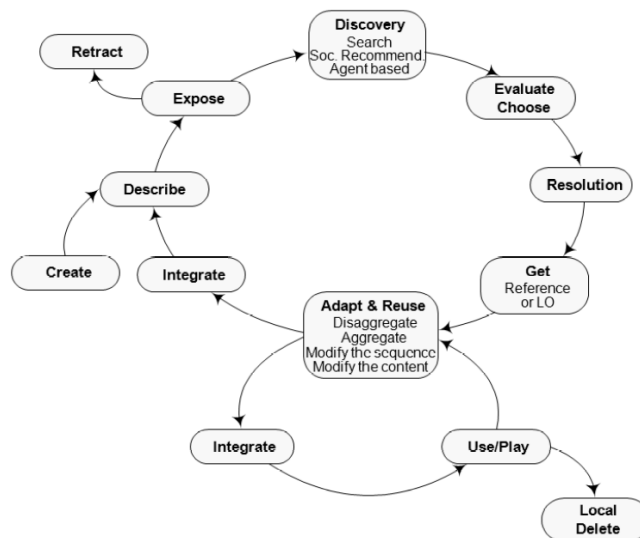 Discovery
Search
Soc. Recommend.
Agent based
Retract
Expose
Evaluate
Choose
Describe
Resolution
Create
Integrate
Get
Reference
or LO
Adapt & Reuse
Disaggregate
Aggregate
Modify the sequence
Modify the content
Integrate
Use/Play
Local
Delete